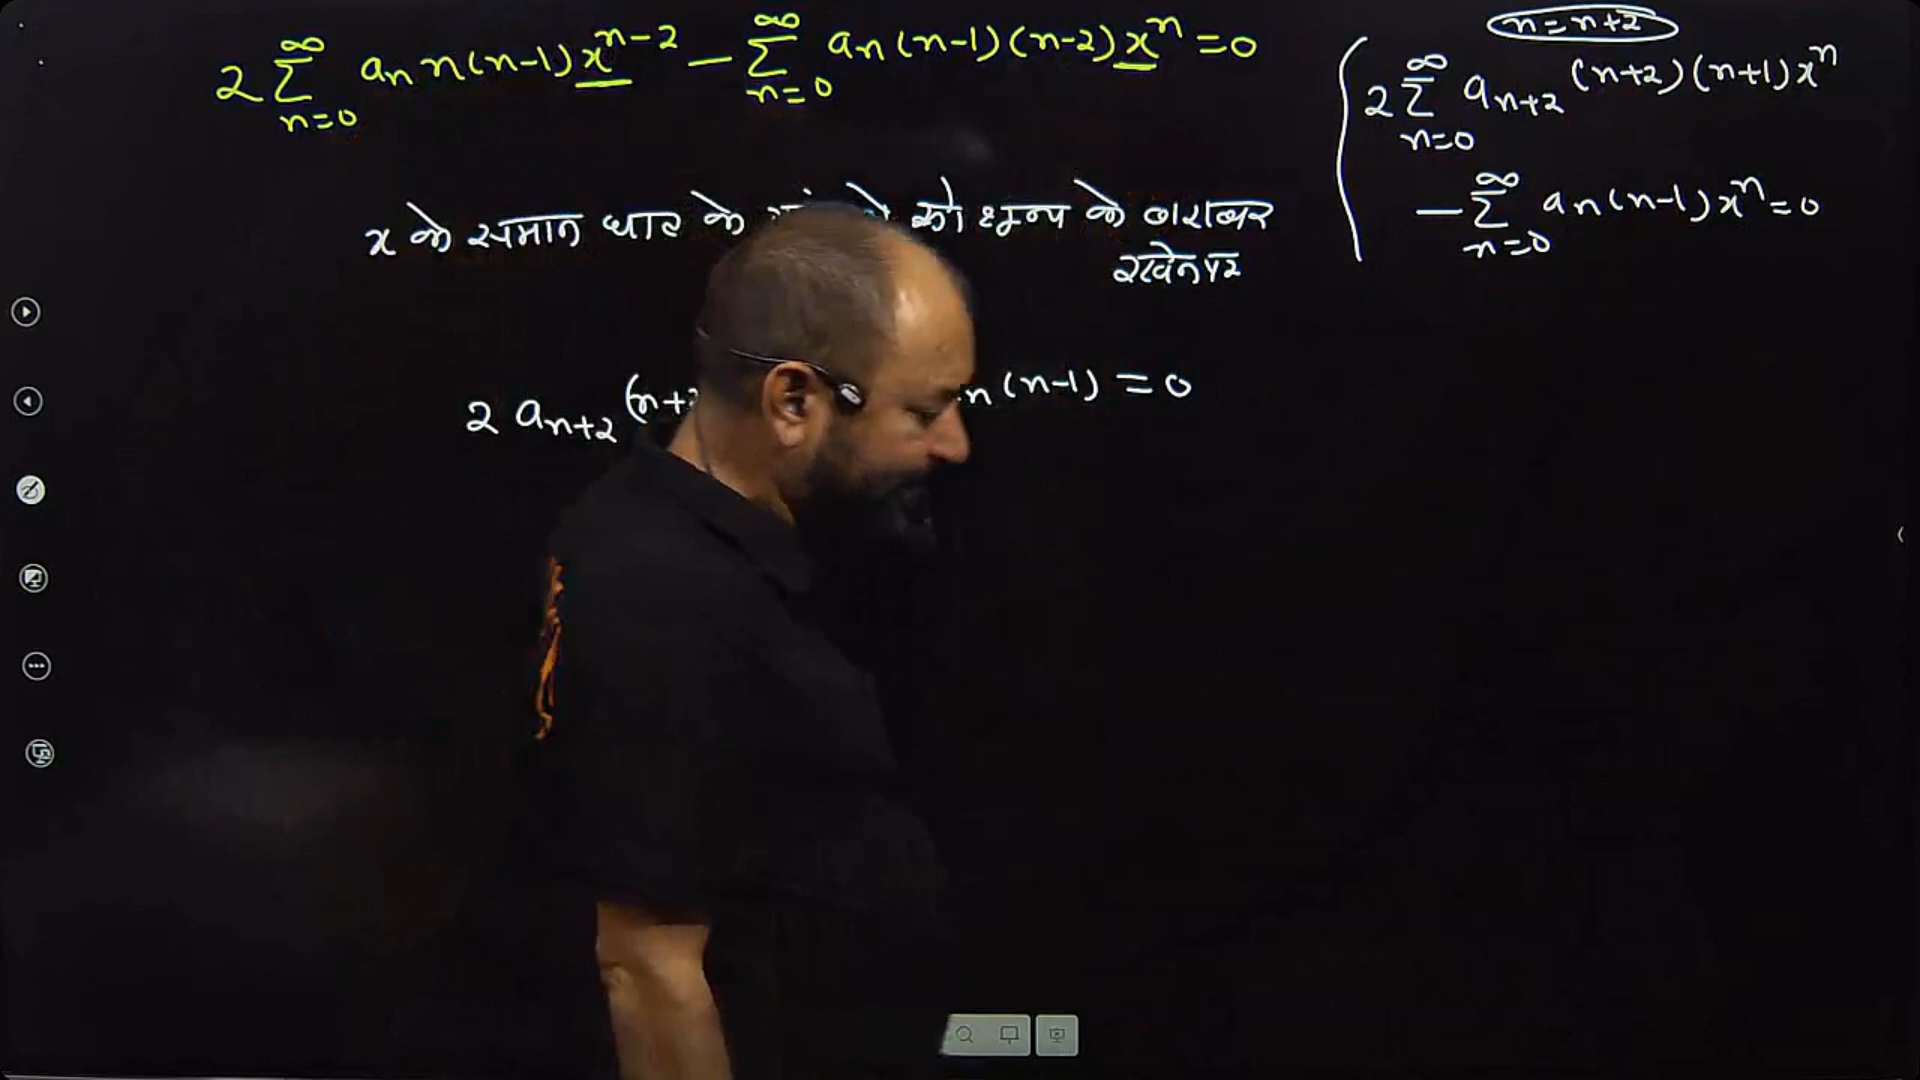 2 ∑ₙ₌₀^∞ aₙ n(n-1) xⁿ⁻² - ∑ₙ₌₀^∞ aₙ (n-1)(n-2) xⁿ = 0
n=n+2
2 ∑ₙ₌₀^∞ aₙ₊₂ (n+2)(n+1) xⁿ
- ∑ₙ₌₀^∞ aₙ (n-1) xⁿ = 0
x के समान घात के को शून्य के बराबर
रखने पर
2 aₙ₊₂ (n+2 n (n-1) = 0